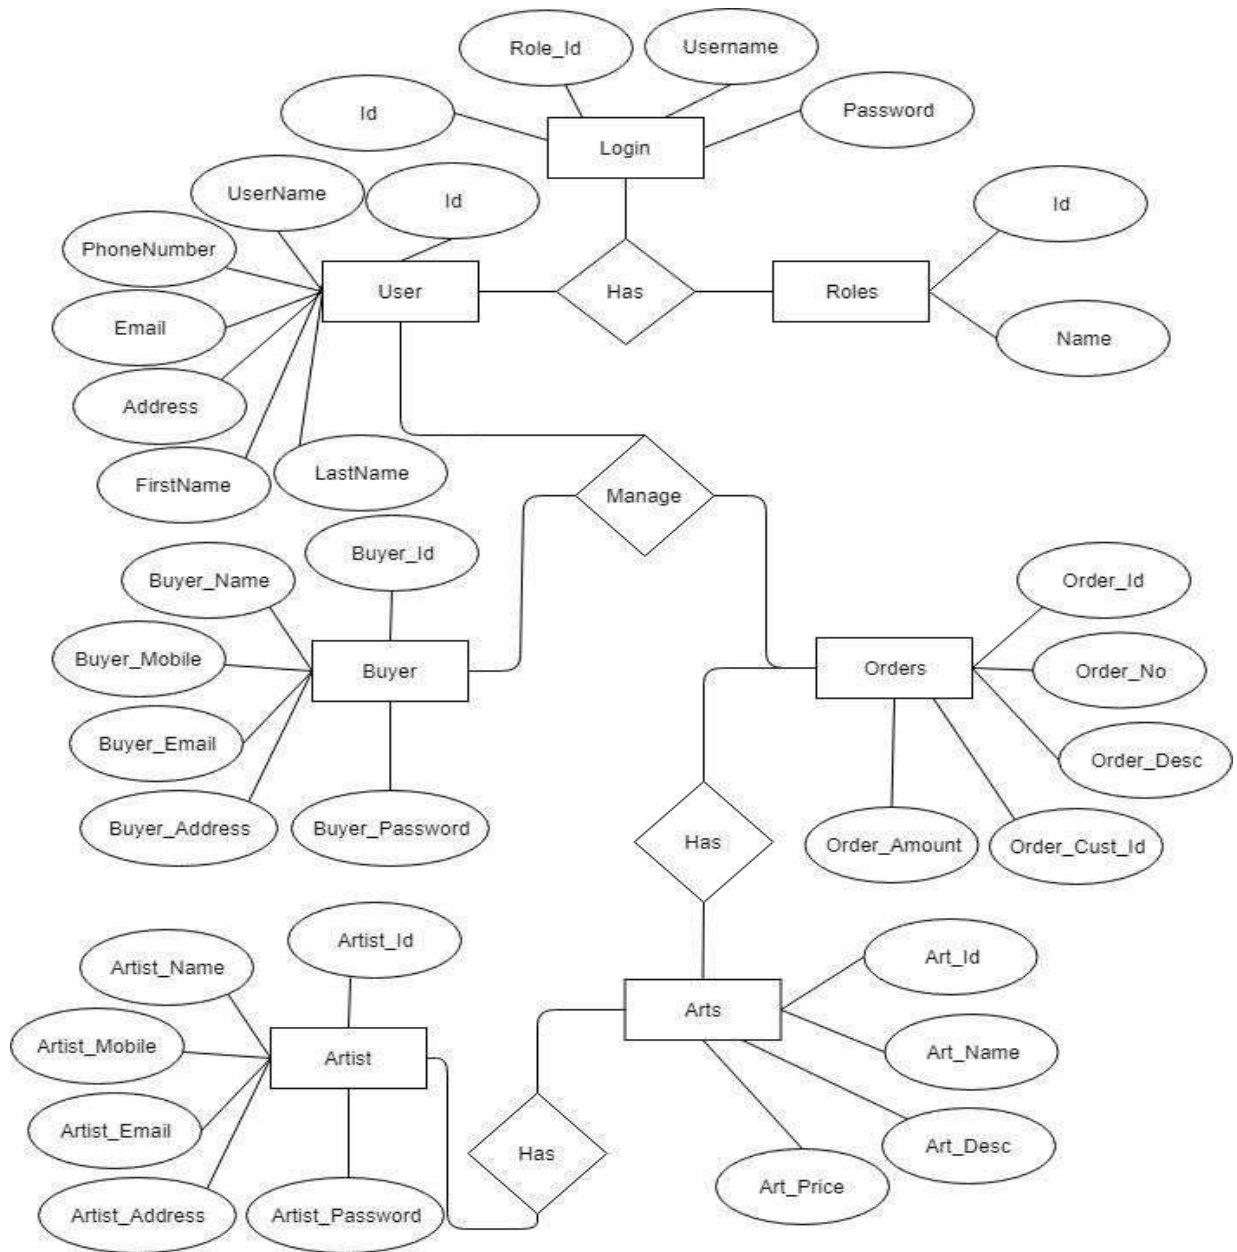 Role_Id
Username
Id
Password
Login
UserName
Id
Id
PhoneNumber
User
Has
Roles
Email
Name
Address
FirstName
LastName
Manage
Buyer_Id
Buyer_Name
Order_Id
Buyer_Mobile
Buyer
Orders
Order_No
Buyer_Email
Order_Desc
Buyer_Address
Buyer_Password
Has
Order_Amount
Order_Cust_Id
Artist_Id
Artist_Name
Art_Id
Arts
Artist_Mobile
Artist
Art_Name
Artist_Email
Has
Art_Desc
Art_Price
Artist_Address
Artist_Password